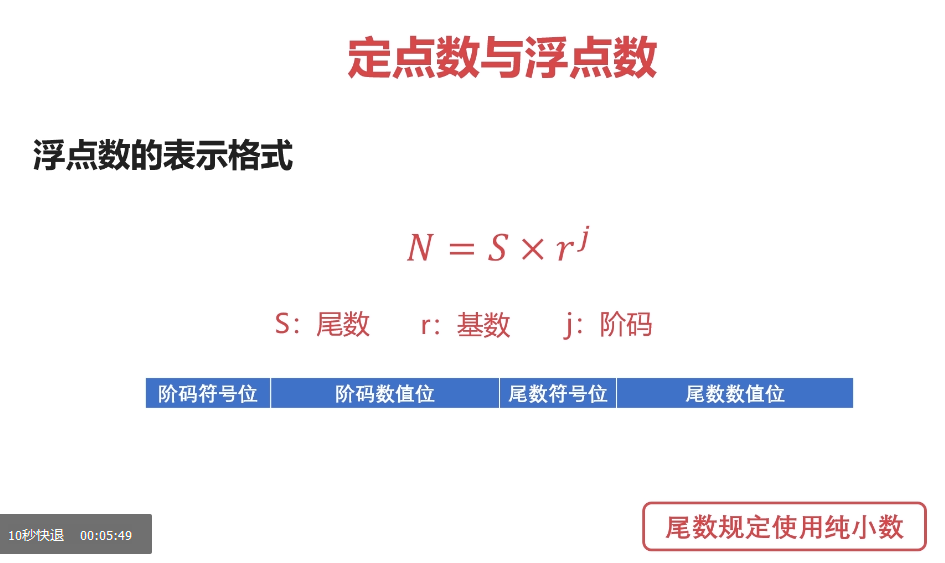 定点数与浮点数
浮点数的表示格式
N = S × r^j
S：尾数 r：基数 j：阶码
阶码符号位 阶码数值位 尾数符号位 尾数数值位
尾数规定使用纯小数
10秒快退 00:05:49